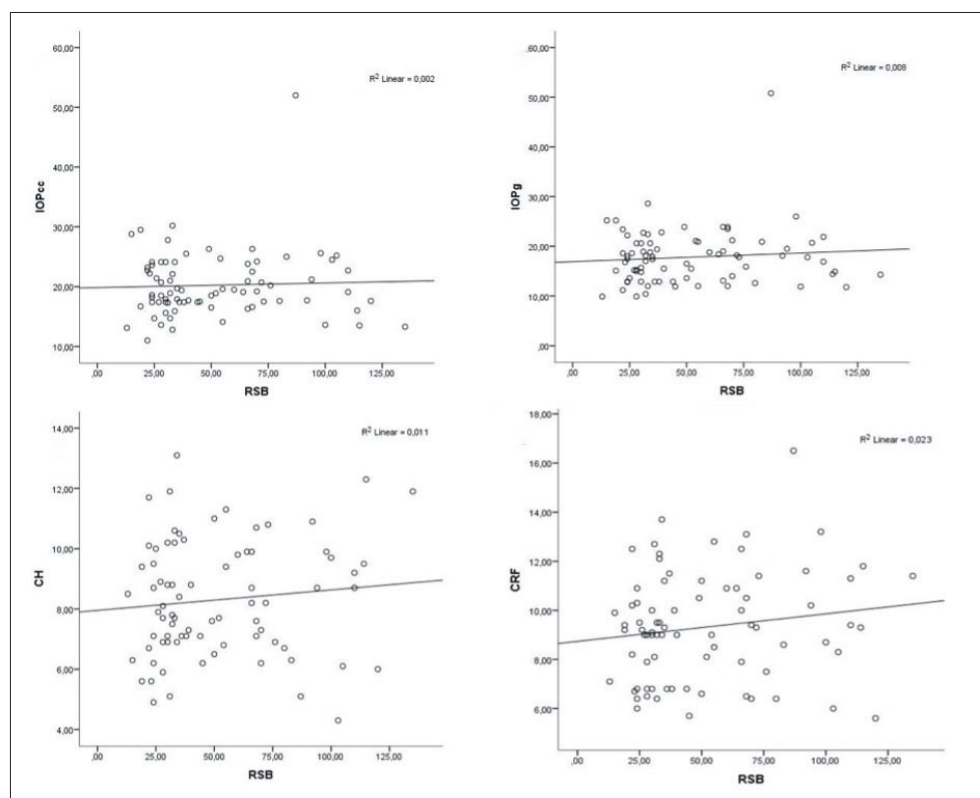 60,00
R² Linear = 0,002
50,00
40,00
IOPcc
30,00
20,00
10,00
,00 25,00 50,00 75,00 100,00 125,00
RSB
,60,00
R² Linear = 0,008
,50,00
,40,00
IOPg
,30,00
,20,00
,10,00
,00
,00 25,00 50,00 75,00 100,00 125,00
RSB
14,00
R² Linear = 0,011
12,00
10,00
CH
8,00
6,00
4,00
,00 25,00 50,00 75,00 100,00 125,00
RSB
18,00
R² Linear = 0,023
16,00
14,00
12,00
CRF
10,00
8,00
6,00
,00 25,00 50,00 75,00 100,00 125,00
RSB